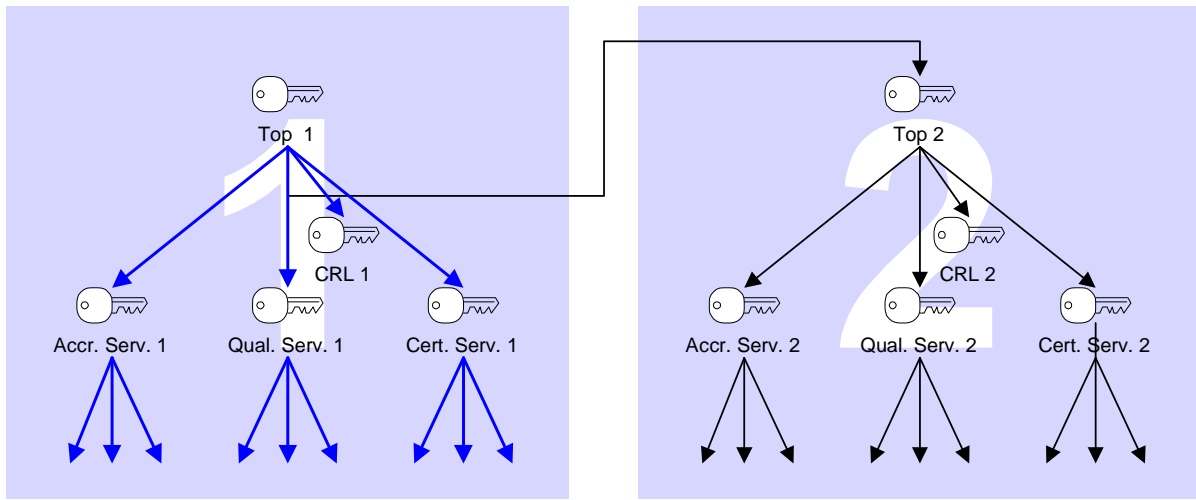 1
Top  1
CRL 1
Accr. Serv. 1
Qual. Serv. 1
Cert. Serv. 1
2
Top 2
CRL 2
Accr. Serv. 2
Qual. Serv. 2
Cert. Serv. 2